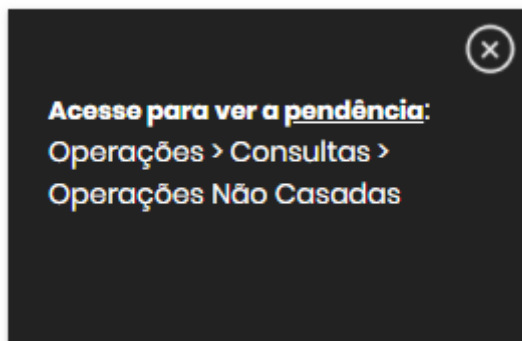 Acesse para ver a pendência:
Operações > Consultas >
Operações Não Casadas